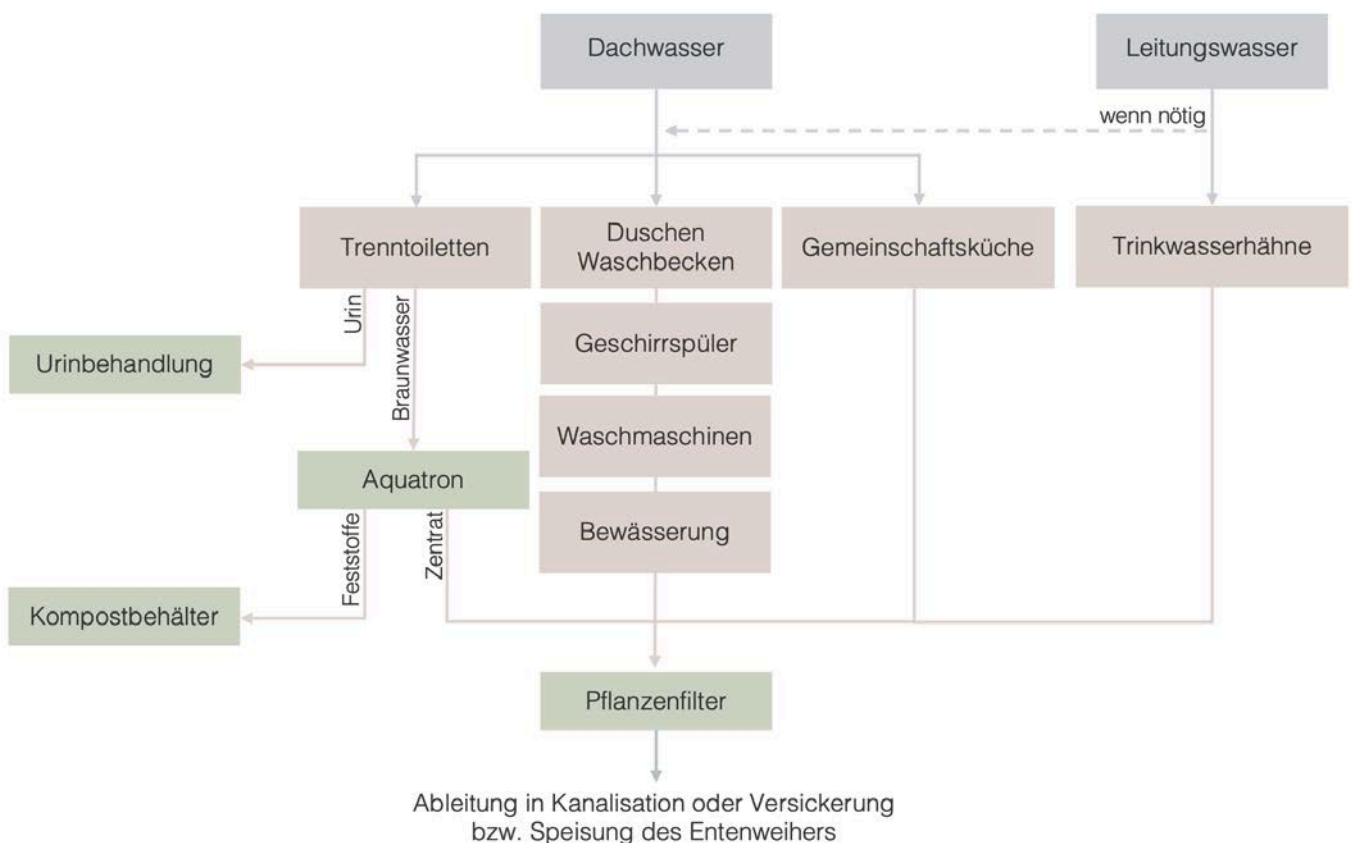 Dachwasser
Leitungswasser
wenn nötig
Trenntoiletten
Duschen
Waschbecken
Gemeinschaftsküche
Trinkwasserhähne
Urin
Braunwasser
Geschirrspüler
Urinbehandlung
Waschmaschinen
Aquatron
Bewässerung
Feststoffe
Zentrat
Kompostbehälter
Pflanzenfilter
Ableitung in Kanalisation oder Versickerung
bzw. Speisung des Entenweihers